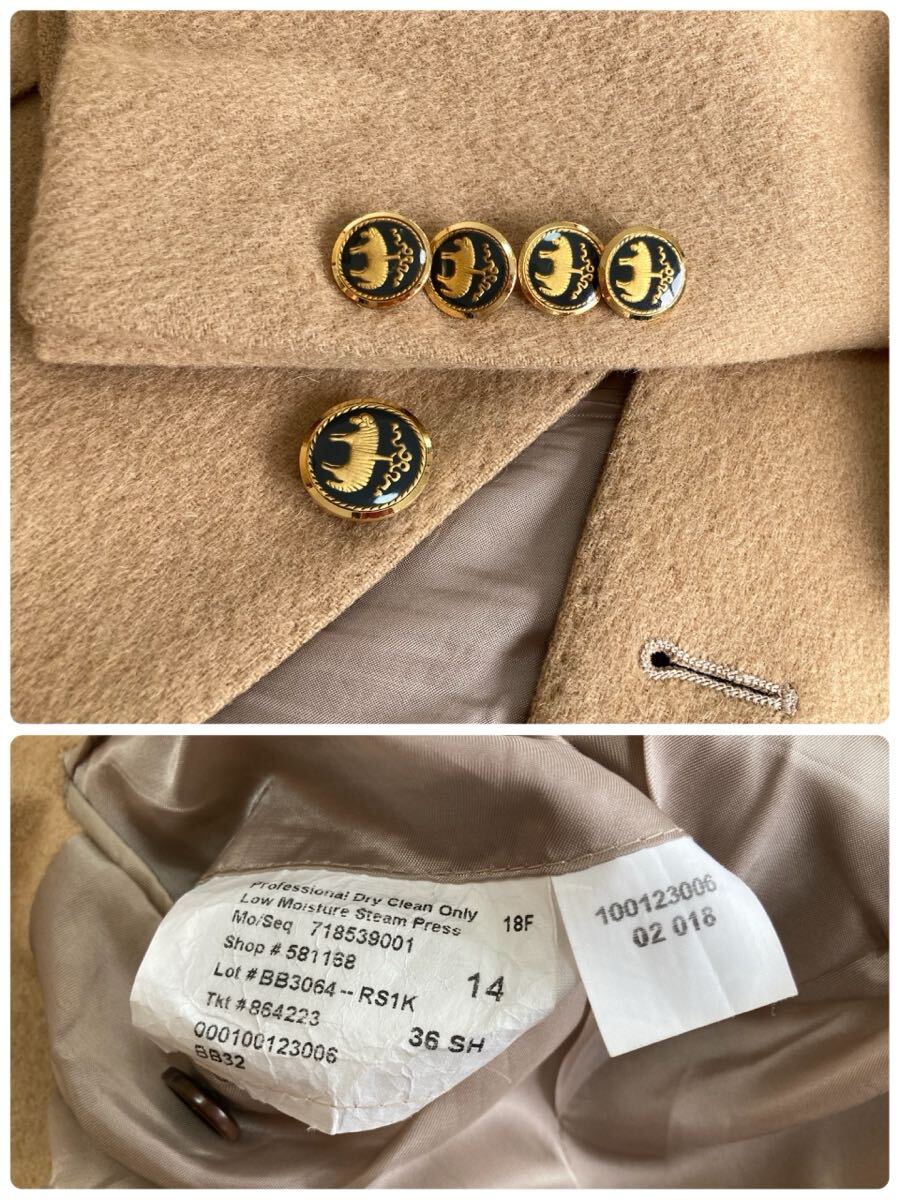 Professional Dry Clean Only
Low Moisture Steam Press
Mo/Seq 718539001 18F
Shop # 581168
Lot # BB3064 -- RS1K 14
Tkt # 864223
000100123006 36 SH
BB32
100123006
02 018